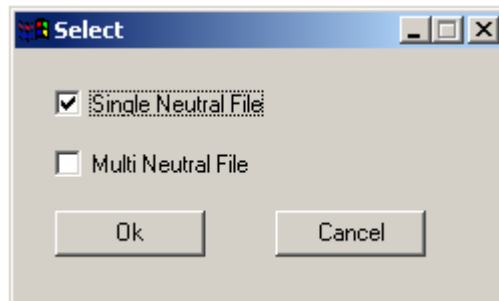 Select
Single Neutral File
Multi Neutral File
Ok
Cancel